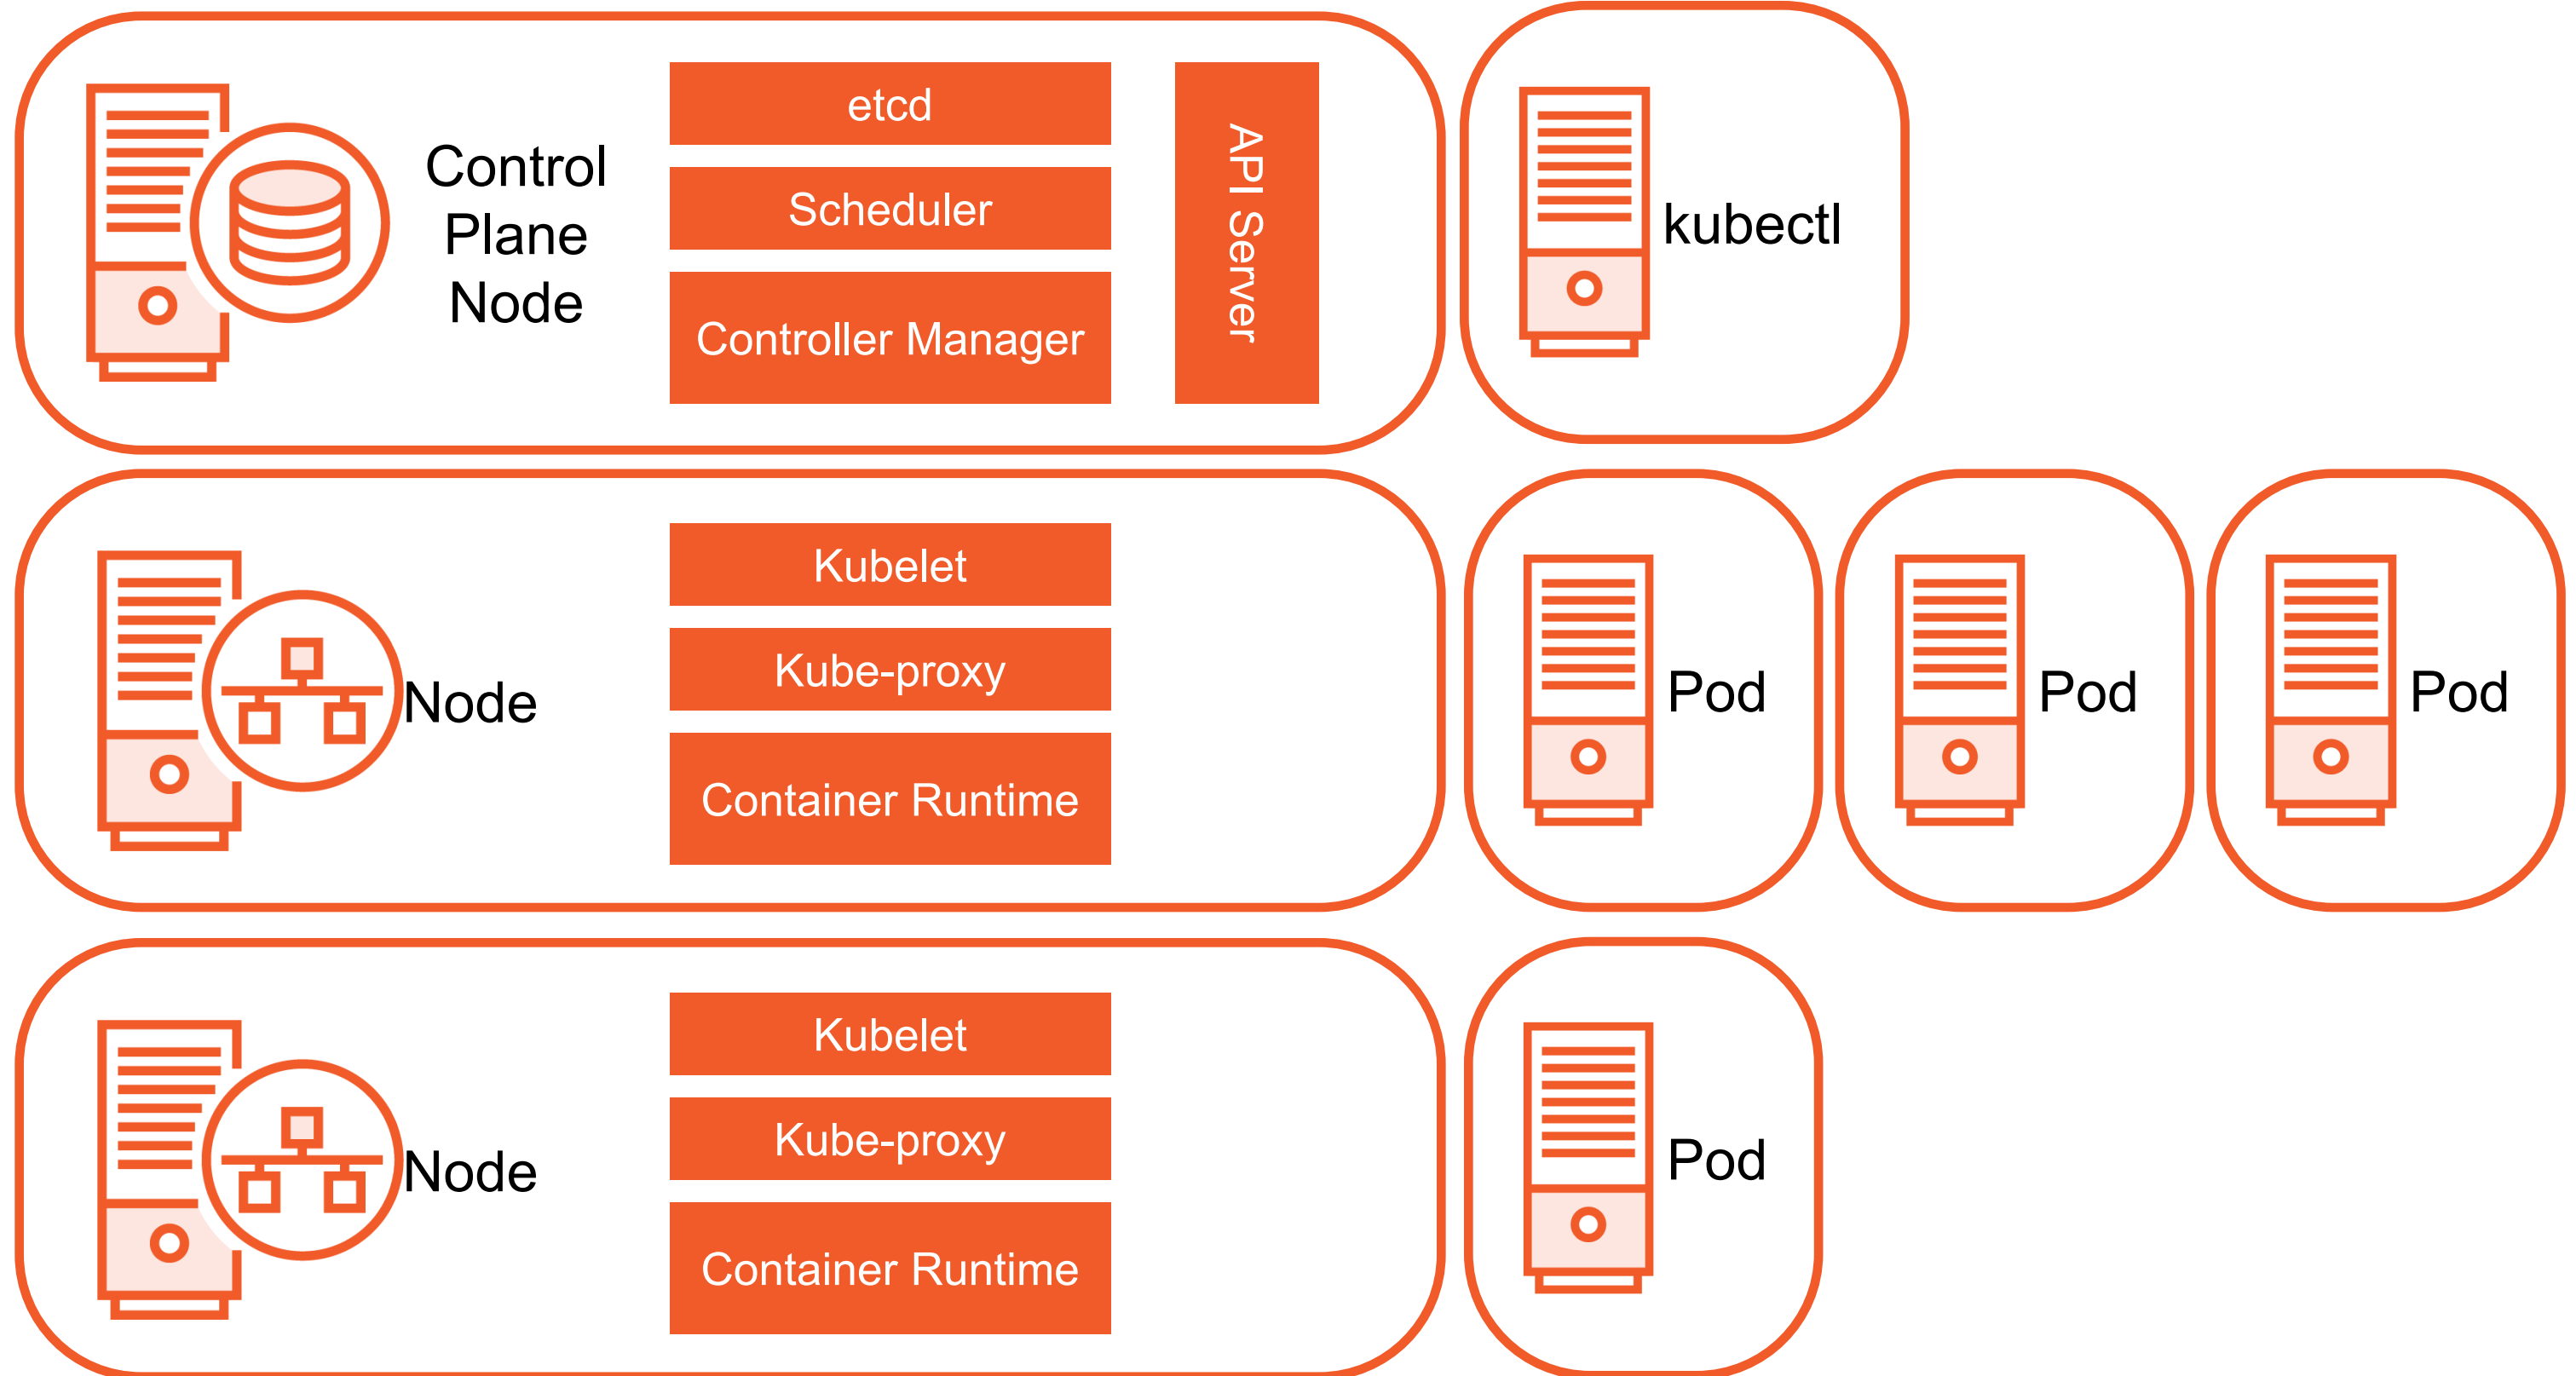 Control
Plane
Node
etcd
Scheduler
Controller Manager
API Server
kubectl
Node
Kubelet
Kube-proxy
Container Runtime
Pod
Pod
Pod
Node
Kubelet
Kube-proxy
Container Runtime
Pod